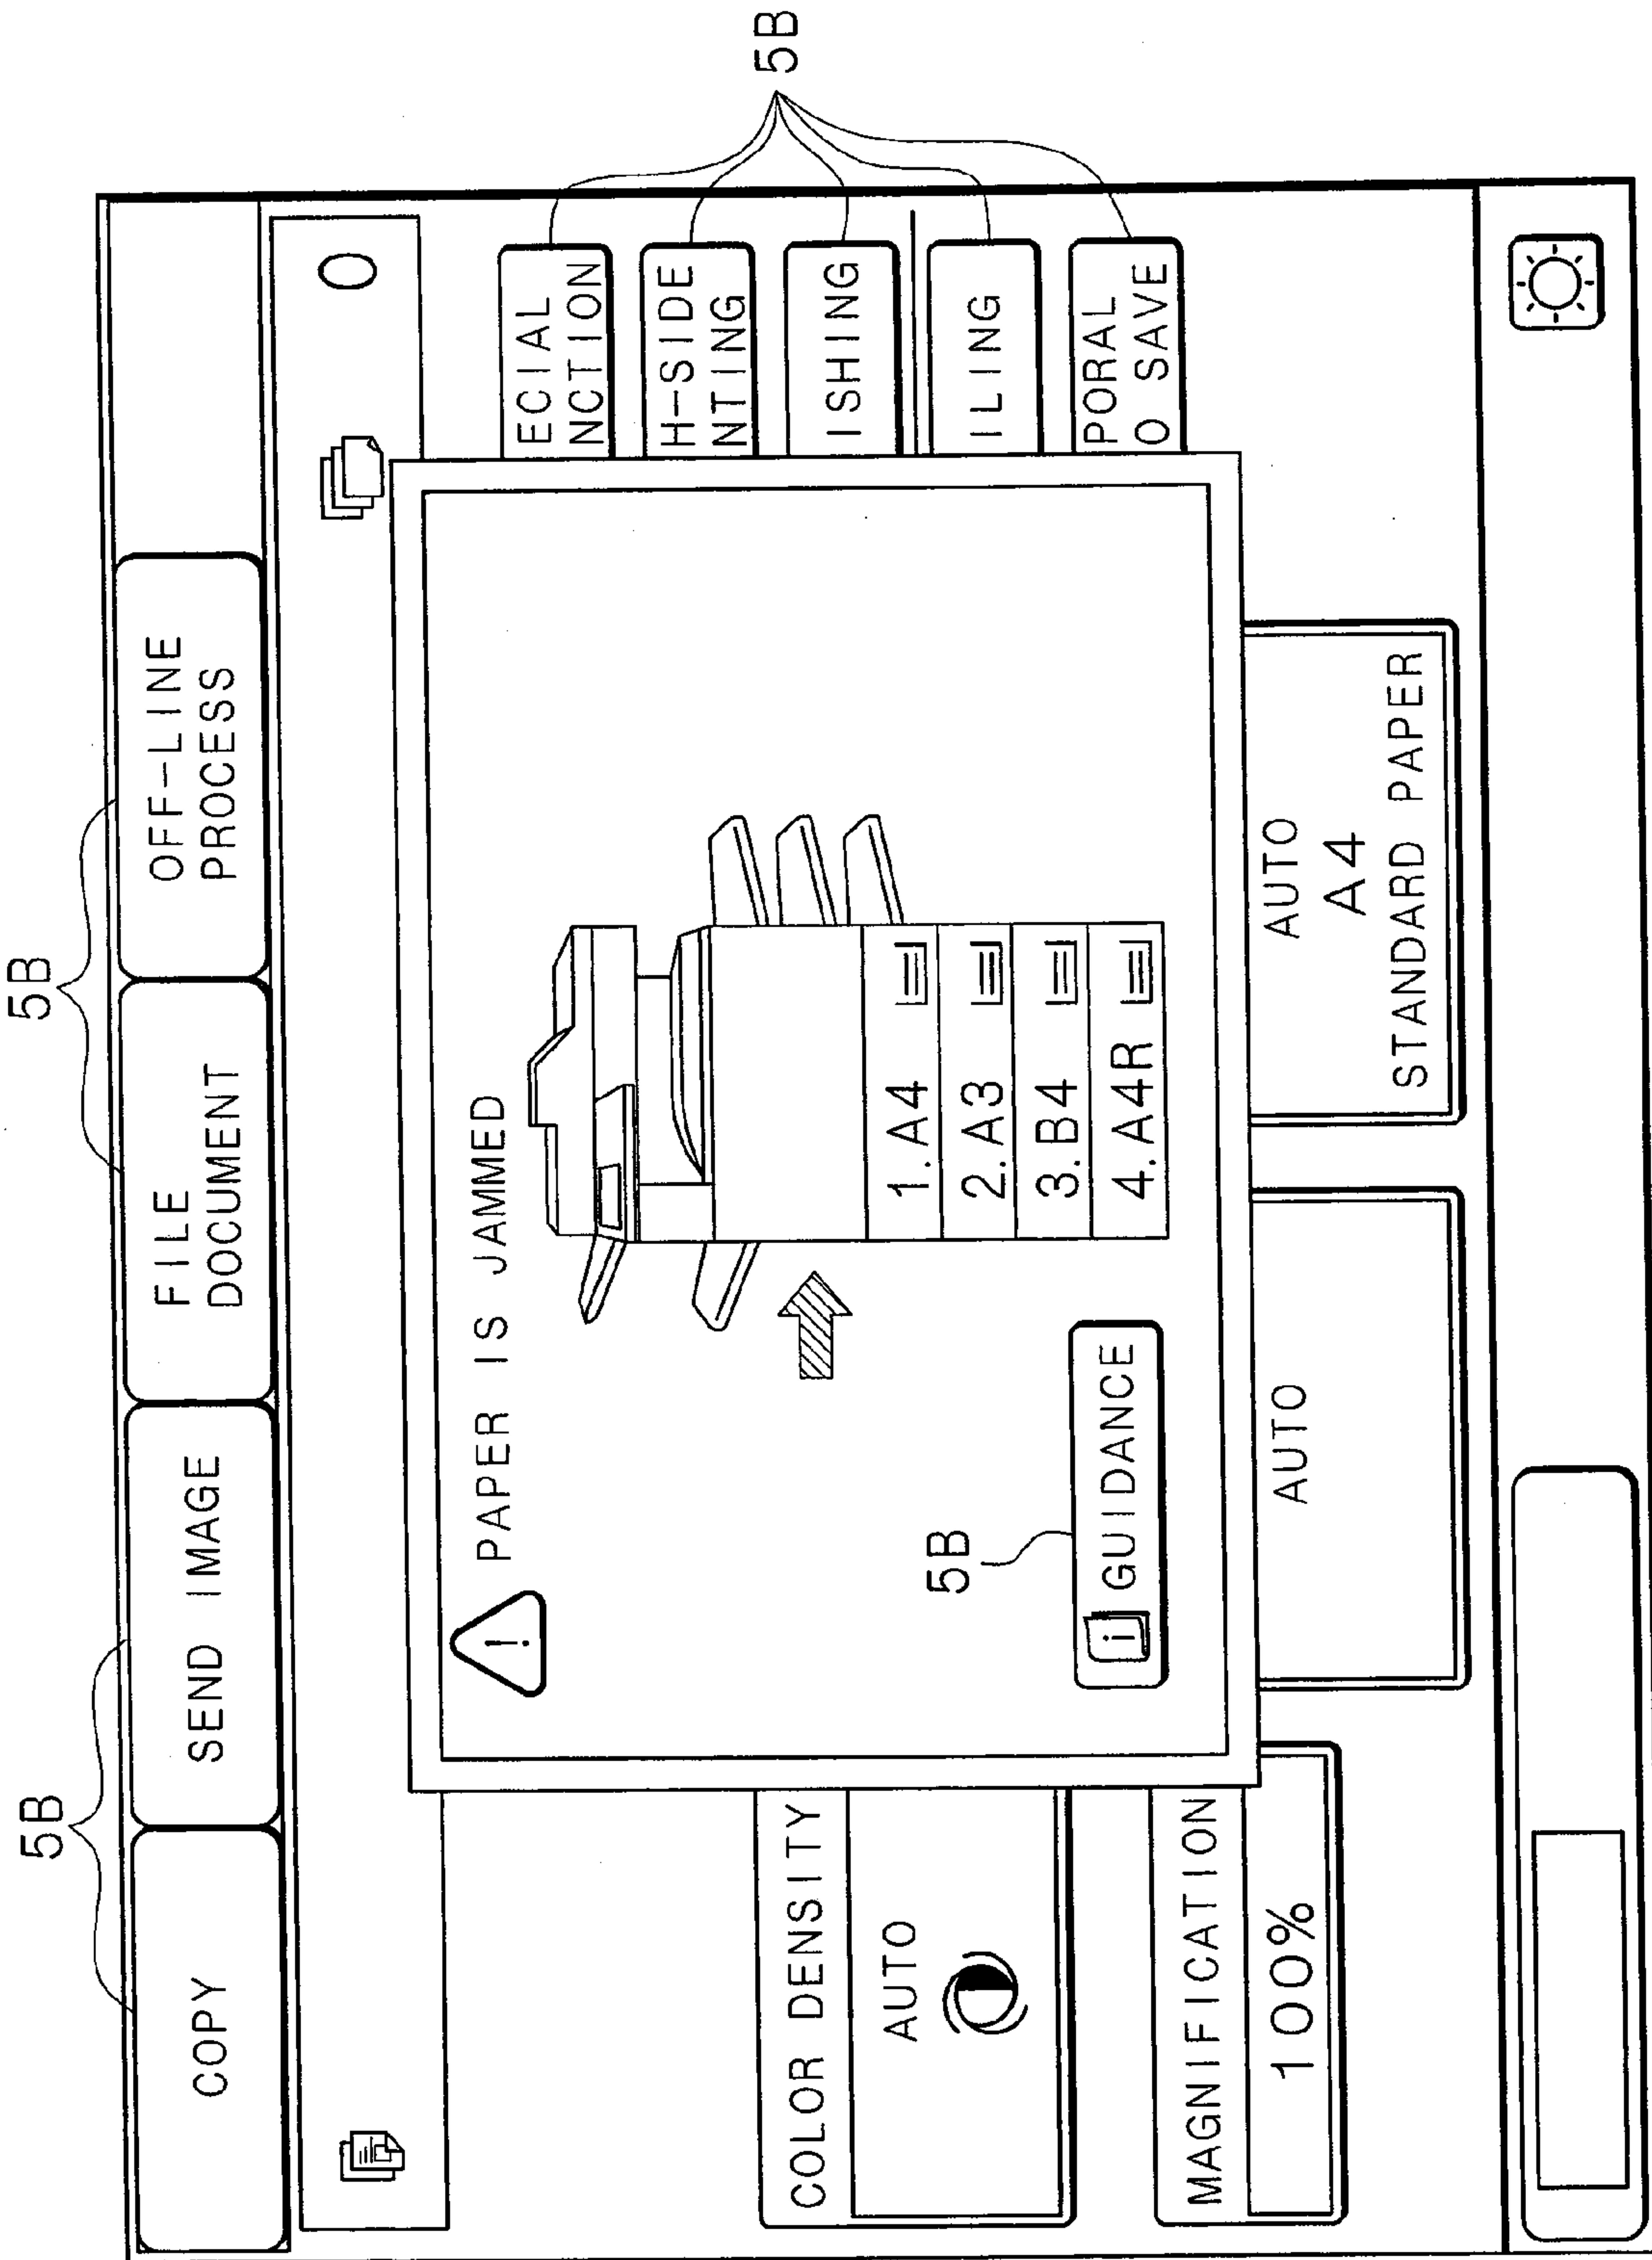 5B
5B
COPY
SEND IMAGE
FILE
DOCUMENT
OFF-LINE
PROCESS
0
5B
ECIAL
NCTION
H-SIDE
NTING
ISHING
ILING
PORAL
O SAVE
! PAPER IS JAMMED
1.A4
2.A3
3.B4
4.A4R
5B
i GUIDANCE
COLOR DENSITY
AUTO
MAGNIFICATION
100%
AUTO
AUTO
A4
STANDARD PAPER